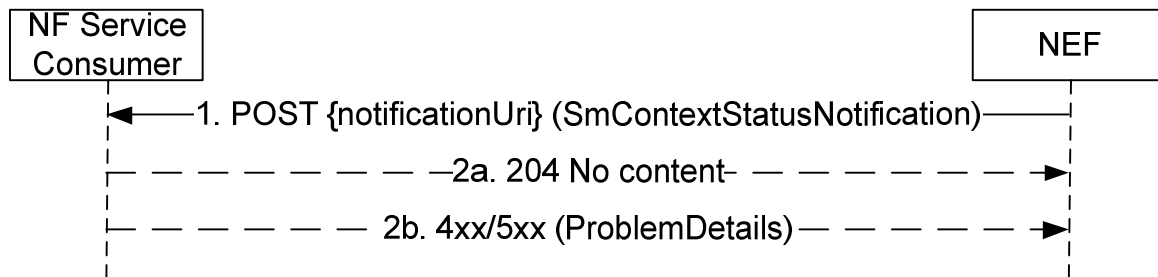 NF Service
Consumer
NEF
1. POST {notificationUri} (SmContextStatusNotification)
2a. 204 No content
2b. 4xx/5xx (ProblemDetails)